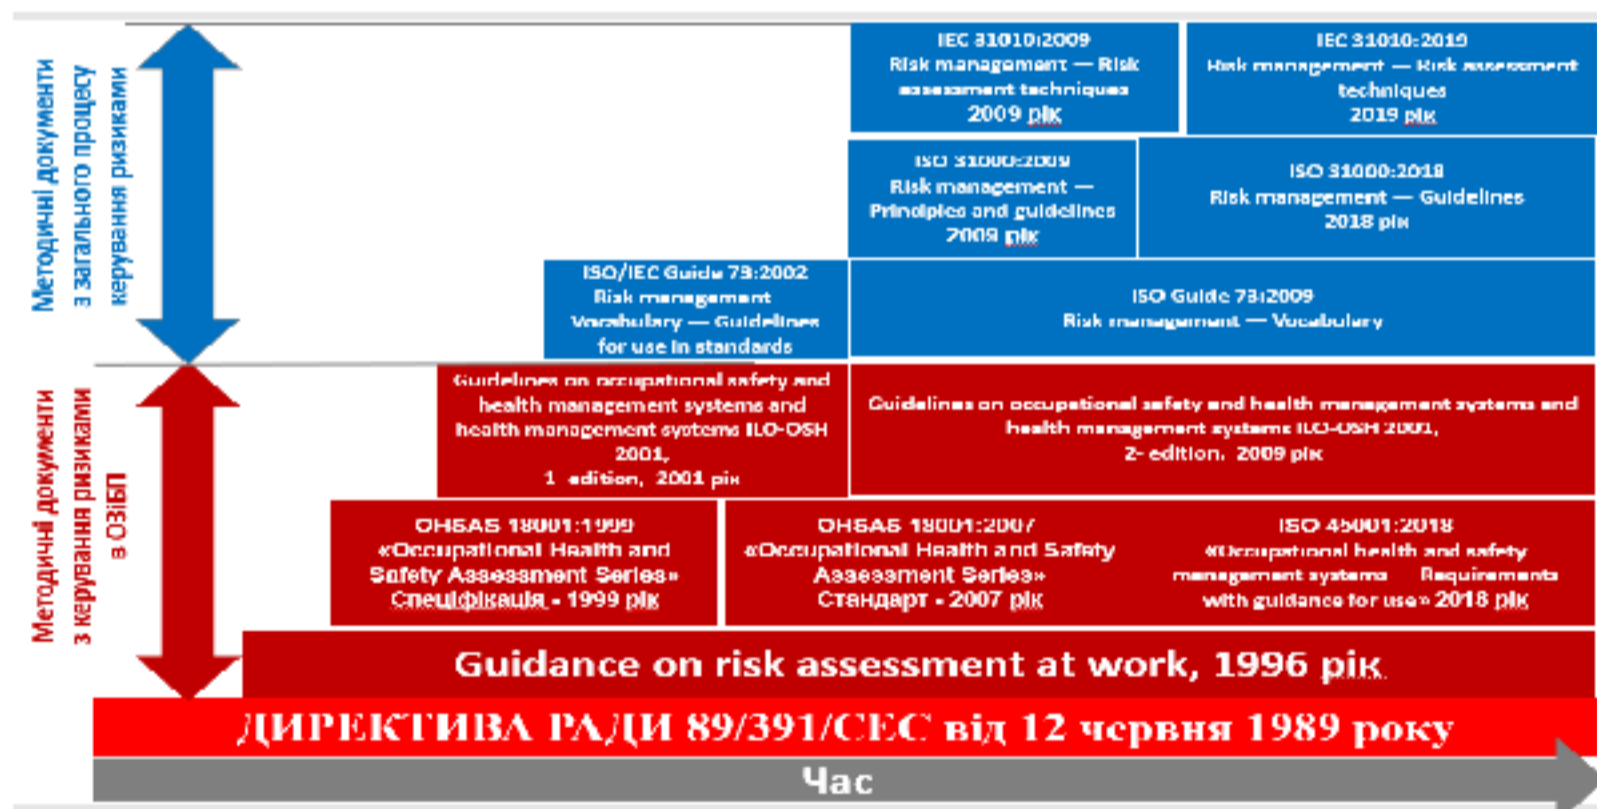 Методичні документи
з загального процесу
керування ризиками
IEC 31010:2009
Risk management — Risk
assessment techniques
2009 рік
IEC 31010:2019
Risk management — Risk assessment
techniques
2019 рік
ISO 31000:2009
Risk management —
Principles and guidelines
2009 рік
ISO 31000:2018
Risk management — Guidelines
2018 рік
ISO/IEC Guide 73:2002
Risk management
Vocabulary — Guidelines
for use in standards
ISO Guide 73:2009
Risk management — Vocabulary
Методичні документи
з керування ризиками
в ОЗіБП
Guidelines on occupational safety and
health management systems and
health management systems ILO-OSH
2001,
1 edition, 2001 рік
Guidelines on occupational safety and health management systems and
health management systems ILO-OSH 2001,
2- edition. 2009 рік
OHSAS 18001:1999
«Occupational Health and
Safety Assessment Series»
Специфікація - 1999 рік
OHSAS 18001:2007
«Occupational Health and Safety
Assessment Series»
Стандарт - 2007 рік
ISO 45001:2018
«Occupational health and safety
management systems Requirements
with guidance for use» 2018 рік
Guidance on risk assessment at work, 1996 рік
ДИРЕКТИВА РАДИ 89/391/СЕС від 12 червня 1989 року
Час